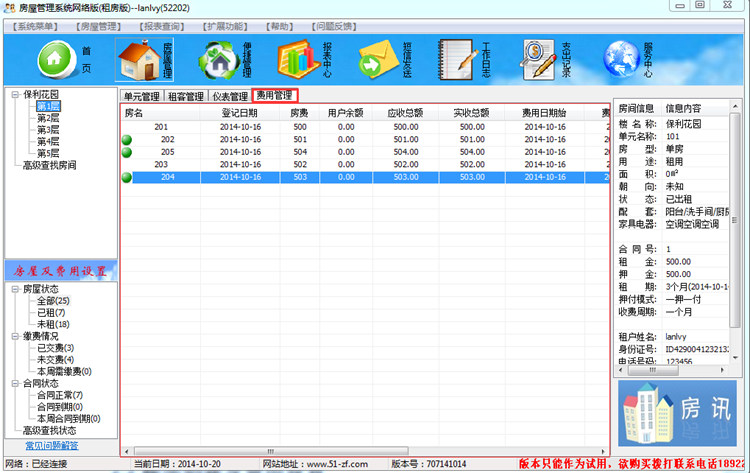 房屋管理系统网络版(租房版)--lanlvy(52202)
【系统菜单】 【房屋管理】 【报表查询】 【扩展功能】 【帮助】 【问题反馈】
首页 房屋管理 便捷管理 报表中心 短信发送 工作日志 支出记录 服务中心
保利花园
第1层
第2层
第3层
第4层
第5层
高级查找房间
房屋及费用设置
房屋状态
全部(25)
已租(7)
未租(18)
缴费情况
已交费(3)
未交费(4)
本周需缴费(0)
合同状态
合同正常(7)
合同到期(0)
本周合同到期(0)
高级查找状态
常见问题解答
单元管理 租客管理 仪表管理 费用管理
房名 登记日期 房费 用户余额 应收总额 实收总额 费用日期始 费
201 2014-10-16 500 0.00 500.00 500.00 2014-10-16 2
202 2014-10-16 501 0.00 501.00 501.00 2014-10-16 20
205 2014-10-16 504 0.00 504.00 504.00 2014-10-16 20
203 2014-10-16 502 0.00 502.00 502.00 2014-10-16 2
204 2014-10-16 503 0.00 503.00 503.00 2014-10-16 20
房间信息 信息内容
楼 名 称: 保利花园
单元名称: 101
房 型: 单房
用 途: 租用
面 积: 0m²
朝 向: 未知
状 态: 已出租
配 套: 阳台/洗手间/厨房
家具电器: 空调空调空调
合 同 号: 1
租 金: 500.00
押 金: 500.00
租 期: 3个月(2014-10-1
押付模式: 一押一付
收费周期: 一个月
租户姓名: lanlvy
身份证号: ID4290041232132
电话号码: 123456
房讯
网络：已经连接 当前日期：2014-10-20 网站地址：www.51-zf.com 版本号：707141014 版本只能作为试用，欲购买拨打联系电话18922